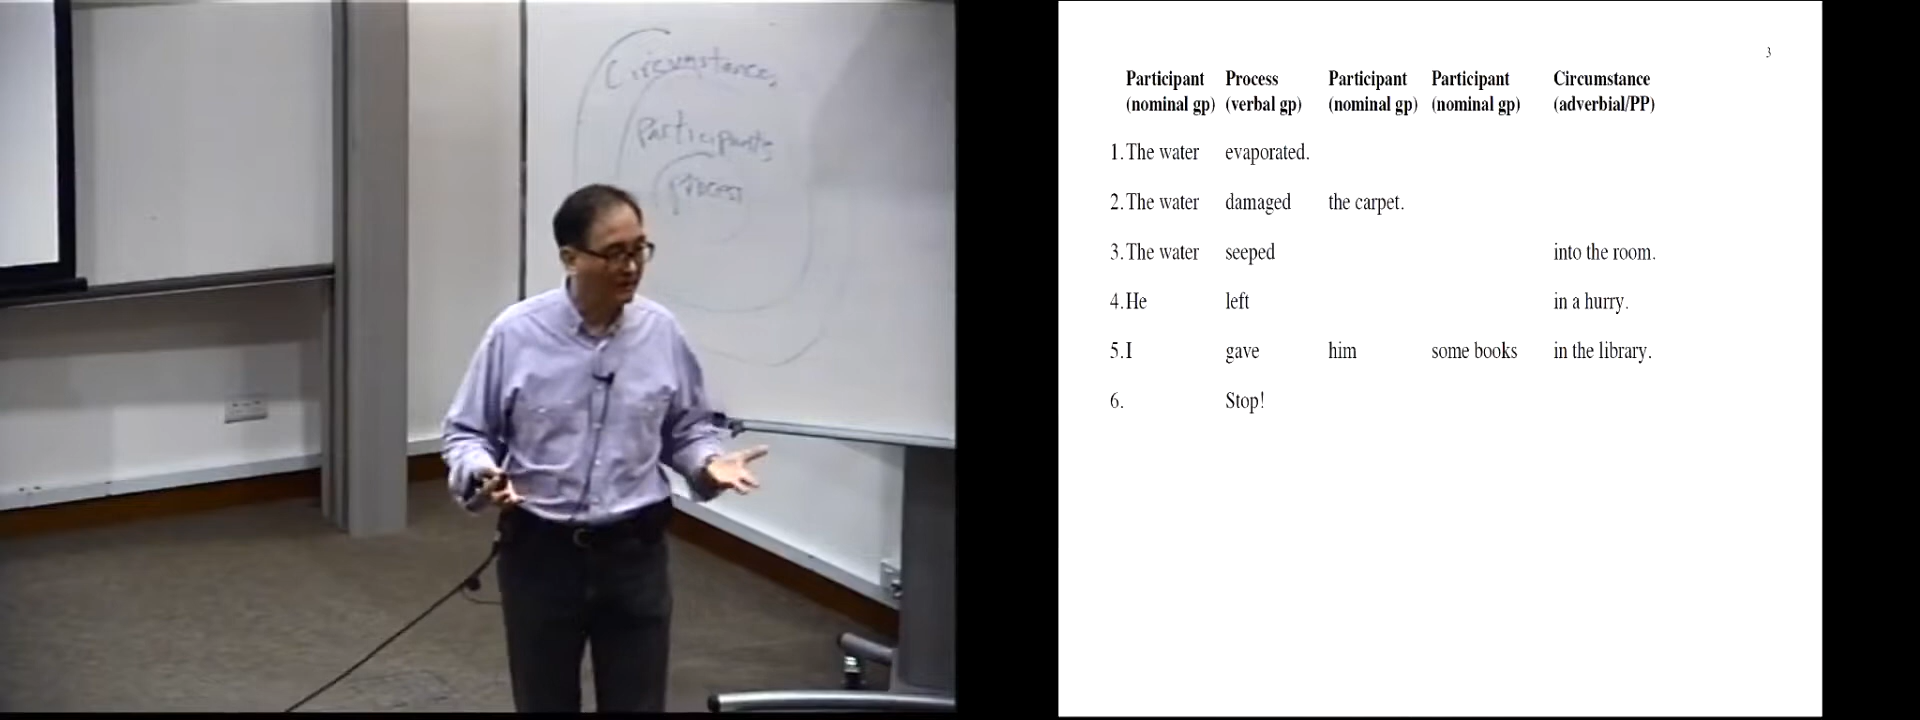 Circumstances
Participants
Process
3
Participant Process Participant Participant Circumstance
(nominal gp) (verbal gp) (nominal gp) (nominal gp) (adverbial/PP)
1. The water evaporated.
2. The water damaged the carpet.
3. The water seeped into the room.
4. He left in a hurry.
5. I gave him some books in the library.
6. Stop!